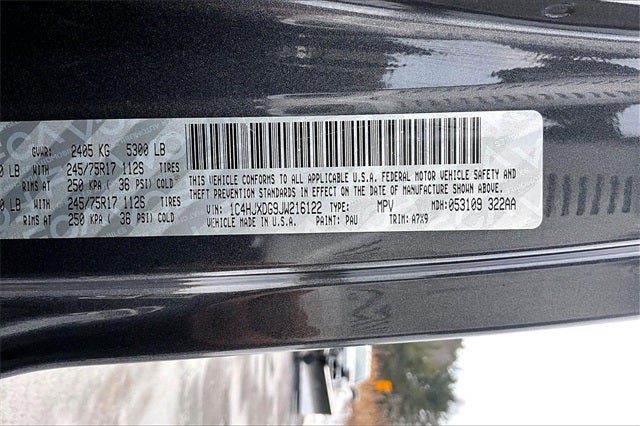 GVWR: 2405 KG 5300 LB
0 LB WITH 245/75R17 112S TIRES
RIMS AT 250 KPA ( 36 PSI) COLD
0 LB WITH 245/75R17 112S TIRES
RIMS AT 250 KPA ( 36 PSI) COLD
THIS VEHICLE CONFORMS TO ALL APPLICABLE U.S.A. FEDERAL MOTOR VEHICLE SAFETY AND
THEFT PREVENTION STANDARDS IN EFFECT ON THE DATE OF MANUFACTURE SHOWN ABOVE.
VIN: 1C4HJXDG9JW216122 TYPE: MPV MDH: 053109 322AA
VEHICLE MADE IN U.S.A. PAINT: PAU TRIM: A7X9